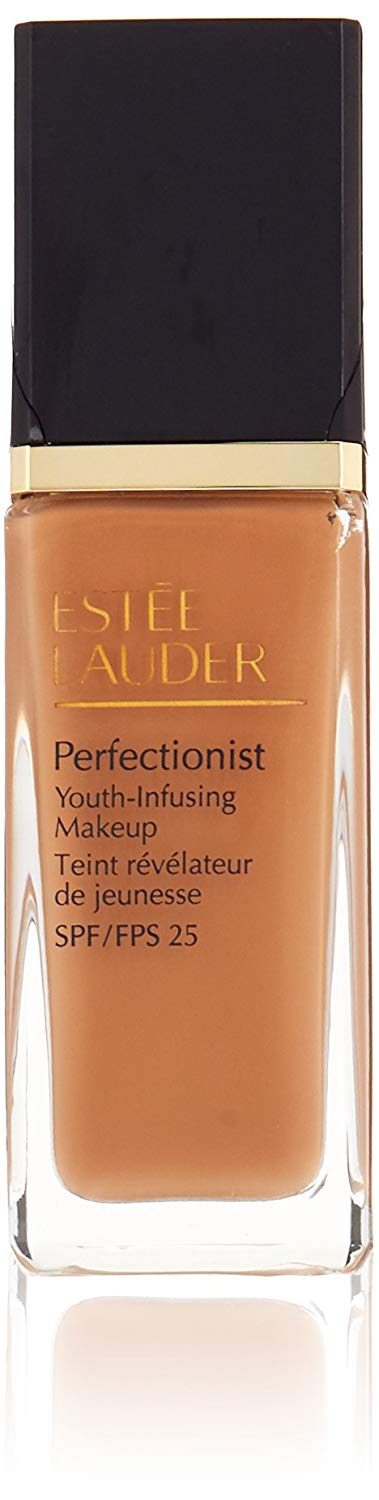 ESTĒE
LAUDER
Perfectionist
Youth-Infusing
Makeup
Teint révélateur
de jeunesse
SPF/FPS 25